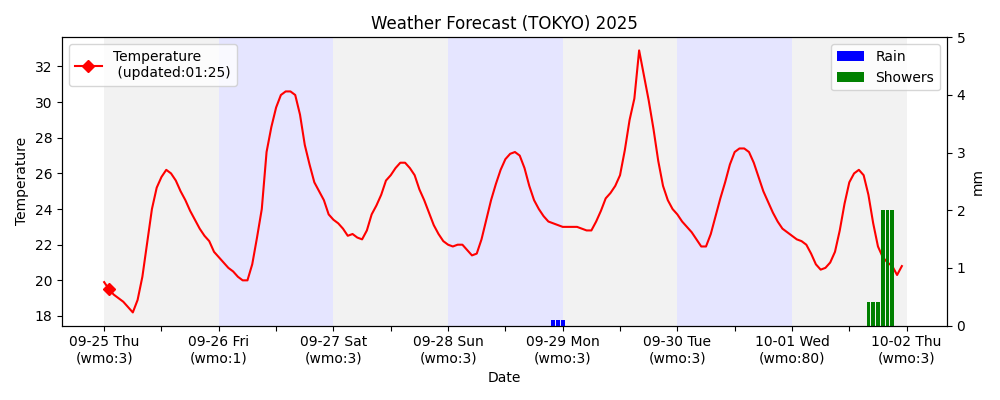 Weather Forecast (TOKYO) 2025
Temperature
(updated:01:25)
Rain
Showers
Temperature
32
30
28
26
24
22
20
18
5
4
3
2
1
0
mm
09-25 Thu 09-26 Fri 09-27 Sat 09-28 Sun 09-29 Mon 09-30 Tue 10-01 Wed 10-02 Thu
(wmo:3) (wmo:1) (wmo:3) (wmo:3) (wmo:3) (wmo:3) (wmo:80) (wmo:3)
Date